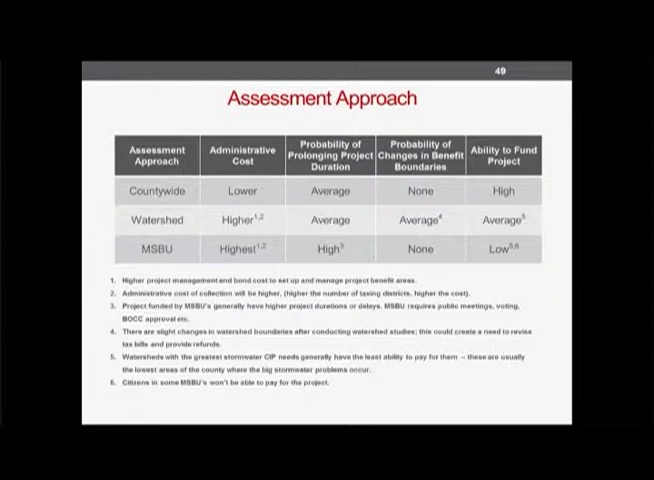 49
Assessment Approach
Assessment Approach | Administrative Cost | Probability of Prolonging Project Duration | Probability of Changes in Benefit Boundaries | Ability to Fund Project
Countywide | Lower | Average | None | High
Watershed | Higher1,2 | Average | Average4 | Average5
MSBU | Highest1,2 | High3 | None | Low5,6
1. Higher project management and bond cost to set up and manage project benefit areas.
2. Administrative cost of collection will be higher, (higher the number of taxing districts, higher the cost).
3. Project funded by MSBU's generally have higher project durations or delays. MSBU requires public meetings, voting,
BOCC approval etc.
4. There are slight changes in watershed boundaries after conducting watershed studies; this could create a need to revise
tax bills and provide refunds.
5. Watersheds with the greatest stormwater CIP needs generally have the least ability to pay for them – these are usually
the lowest areas of the county where the big stormwater problems occur.
6. Citizens in some MSBU's won't be able to pay for the project.